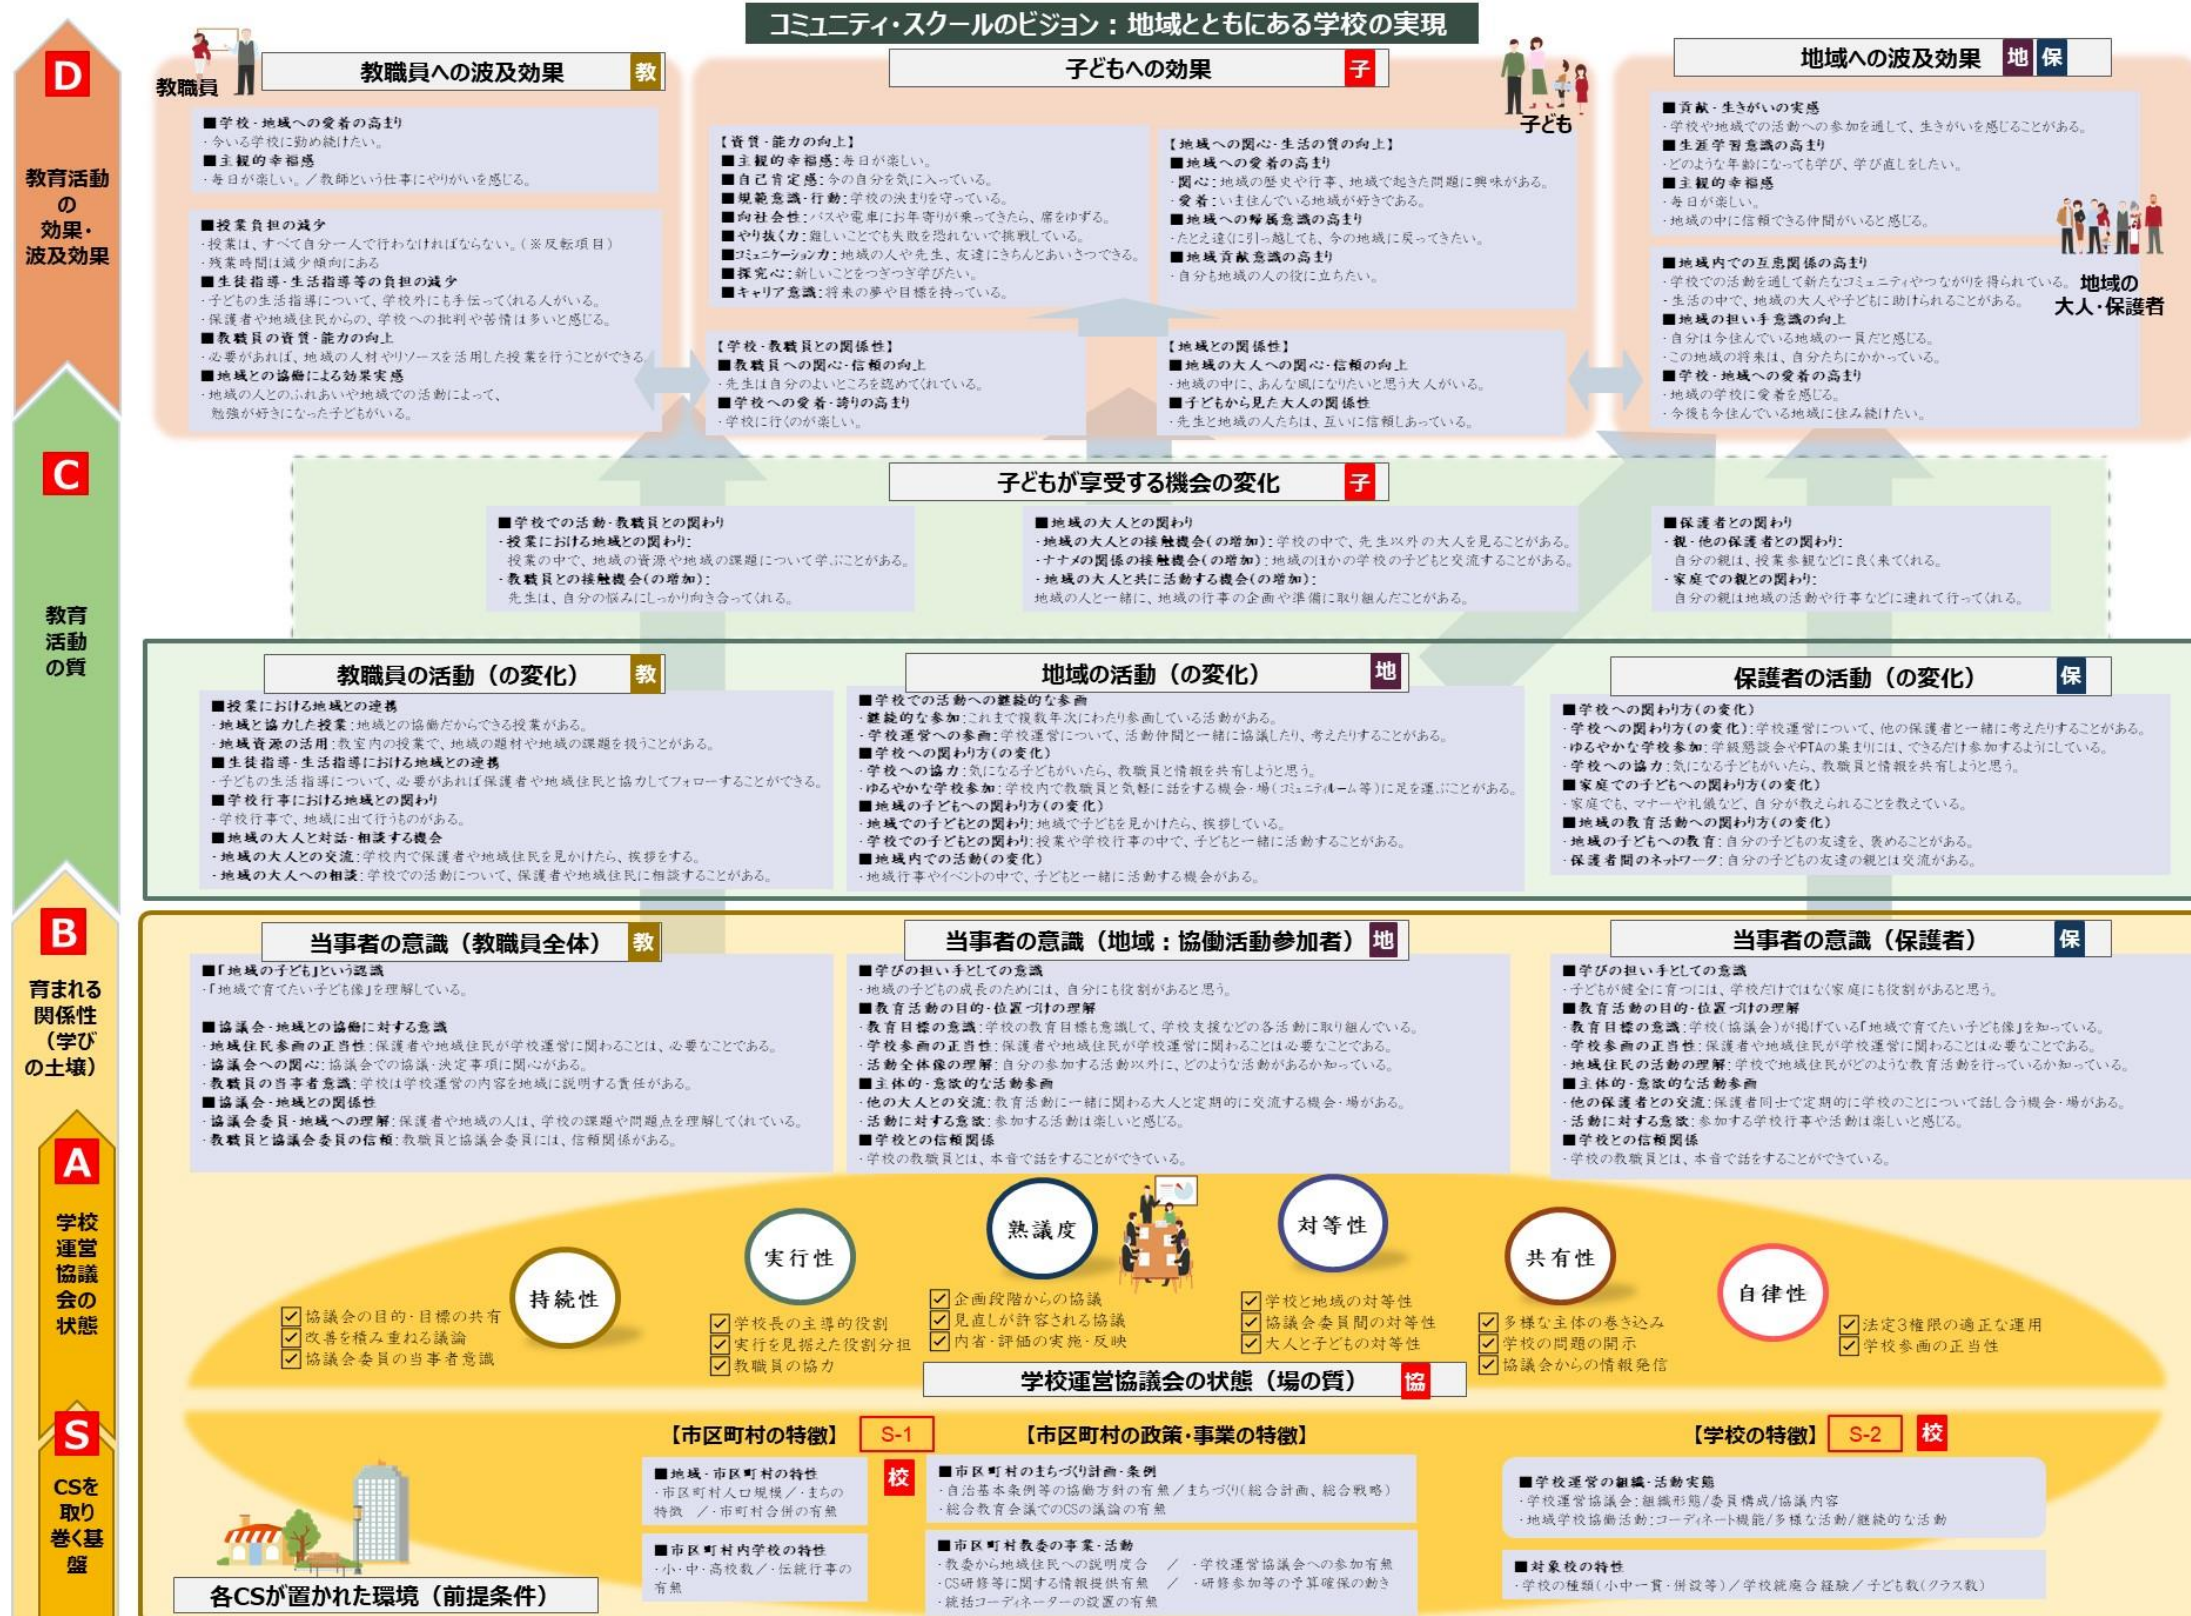 コミュニティ・スクールのビジョン：地域とともにある学校の実現
D
教育活動
の
効果・
波及効果
教職員
教職員への波及効果 教
■学校・地域への愛着の高まり
・今いる学校に勤め続けたい。
■主観的幸福感
・毎日が楽しい。／教師という仕事にやりがいを感じる。
■授業負担の減少
・授業は、すべて自分一人で行わなければならない。(※反転項目)
・残業時間は減少傾向にある
■生徒指導・生活指導等の負担の減少
・子どもの生活指導について、学校外にも手伝ってくれる人がいる。
・保護者や地域住民からの、学校への批判や苦情は多いと感じる。
■教職員の資質・能力の向上
・必要があれば、地域の人材やリソースを活用した授業を行うことができる。
■地域との協働による効果実感
・地域の人とのふれあいや地域での活動によって、
勉強が好きになった子どもがいる。
子どもへの効果 子
子ども
【資質・能力の向上】
■主観的幸福感：毎日が楽しい。
■自己肯定感：今の自分を気に入っている。
■規範意識・行動：学校の決まりを守っている。
■向社会性：バスや電車にお年寄りが乗ってきたら、席をゆずる。
■やり抜く力：難しいことでも失敗を恐れないで挑戦している。
■コミュニケーション力：地域の人や先生、友達にきちんとあいさつできる。
■探究心：新しいことをつぎつぎ学びたい。
■キャリア意識：将来の夢や目標を持っている。
【地域への関心・生活の質の向上】
■地域への愛着の高まり
・関心：地域の歴史や行事、地域で起きた問題に興味がある。
・愛着：いま住んでいる地域が好きである。
■地域への帰属意識の高まり
・たとえ遠くに引っ越しても、今の地域に戻ってきたい。
■地域貢献意識の高まり
・自分も地域の人の役に立ちたい。
【学校・教職員との関係性】
■教職員への関心・信頼の向上
・先生は自分のよいところを認めてくれている。
■学校への愛着・誇りの高まり
・学校に行くのが楽しい。
【地域との関係性】
■地域の大人への関心・信頼の向上
・地域の中に、あんな風になりたいと思う大人がいる。
■子どもから見た大人の関係性
・先生と地域の人たちは、互いに信頼しあっている。
地域への波及効果 地 保
■貢献・生きがいの実感
・学校や地域での活動への参加を通して、生きがいを感じることがある。
■生涯学習意識の高まり
・どのような年齢になっても学び、学び直しをしたい。
■主観的幸福感
・毎日が楽しい。
・地域の中に信頼できる仲間がいると感じる。
■地域内での互恵関係の高まり
・学校での活動を通して新たなコミュニティやつながりを得られている。
・生活の中で、地域の大人や子どもに助けられることがある。
■地域の担い手意識の向上
・自分は今住んでいる地域の一員だと感じる。
・この地域の将来は、自分たちにかかっている。
■学校・地域への愛着の高まり
・地域の学校に愛着を感じる。
・今後も今住んでいる地域に住み続けたい。
地域の
大人・保護者
C
教育
活動
の質
子どもが享受する機会の変化 子
■学校での活動・教職員との関わり
・授業における地域との関わり：
授業の中で、地域の資源や地域の課題について学ぶことがある。
・教職員との接触機会(の増加)：
先生は、自分の悩みにしっかり向き合ってくれる。
■地域の大人との関わり
・地域の大人との接触機会(の増加)：学校の中で、先生以外の大人を見ることがある。
・ナナメの関係の接触機会(の増加)：地域のほかの学校の子どもと交流することがある。
・地域の大人と共に活動する機会(の増加)：
地域の人と一緒に、地域の行事の企画や準備に取り組んだことがある。
■保護者との関わり
・親・他の保護者との関わり：
自分の親は、授業参観などに良く来てくれる。
・家庭での親との関わり：
自分の親は地域の活動や行事などに連れて行ってくれる。
教職員の活動（の変化） 教
■授業における地域との連携
・地域と協力した授業：地域との協働だからできる授業がある。
・地域資源の活用：教室内の授業で、地域の題材や地域の課題を扱うことがある。
■生徒指導・生活指導における地域との連携
・子どもの生活指導について、必要があれば保護者や地域住民と協力してフォローすることができる。
■学校行事における地域との関わり
・学校行事で、地域に出て行うものがある。
■地域の大人と対話・相談する機会
・地域の大人との交流：学校内で保護者や地域住民を見かけたら、挨拶をする。
・地域の大人への相談：学校での活動について、保護者や地域住民に相談することがある。
地域の活動（の変化） 地
■学校での活動への継続的な参画
・継続的な参加：これまで複数年次にわたり参画している活動がある。
・学校運営への参画：学校運営について、活動仲間と一緒に協議したり、考えたりすることがある。
■学校への関わり方(の変化)
・学校への協力：気になる子どもがいたら、教職員と情報を共有しようと思う。
・ゆるやかな学校参加：学校内で教職員と気軽に話をする機会・場(コミュニティルーム等)に足を運ぶことがある。
■地域の子どもへの関わり方(の変化)
・地域での子どもとの関わり：地域で子どもを見かけたら、挨拶している。
・学校での子どもとの関わり：授業や学校行事の中で、子どもと一緒に活動することがある。
■地域内での活動(の変化)
・地域行事やイベントの中で、子どもと一緒に活動する機会がある。
保護者の活動（の変化） 保
■学校への関わり方(の変化)
・学校への関わり方(の変化)：学校運営について、他の保護者と一緒に考えたりすることがある。
・ゆるやかな学校参加：学級懇談会やPTAの集まりには、できるだけ参加するようにしている。
・学校への協力：気になる子どもがいたら、教職員と情報を共有しようと思う。
■家庭での子どもへの関わり方(の変化)
・家庭でも、マナーや礼儀など、自分が教えられることを教えている。
■地域の教育活動への関わり方(の変化)
・地域の子どもへの教育：自分の子どもの友達を、褒めることがある。
・保護者間のネットワーク：自分の子どもの友達の親とは交流がある。
B
育まれる
関係性
（学び
の土壌）
当事者の意識（教職員全体） 教
■「地域の子ども」という認識
・「地域で育てたい子ども像」を理解している。
■協議会・地域との協働に対する意識
・地域住民参画の正当性：保護者や地域住民が学校運営に関わることは、必要なことである。
・協議会への関心：協議会での協議・決定事項に関心がある。
・教職員の当事者意識：学校は学校運営の内容を地域に説明する責任がある。
■協議会・地域との関係性
・協議会委員・地域への理解：保護者や地域の人は、学校の課題や問題点を理解してくれている。
・教職員と協議会委員の信頼：教職員と協議会委員には、信頼関係がある。
当事者の意識（地域：協働活動参加者） 地
■学びの担い手としての意識
・地域の子どもの成長のためには、自分にも役割があると思う。
■教育活動の目的・位置づけの理解
・教育目標の意識：学校の教育目標も意識して、学校支援などの各活動に取り組んでいる。
・学校参画の正当性：保護者や地域住民が学校運営に関わることは必要なことである。
・活動全体像の理解：自分の参加する活動以外に、どのような活動があるか知っている。
■主体的・意欲的な活動参画
・他の大人との交流：教育活動に一緒に関わる大人と定期的に交流する機会・場がある。
・活動に対する意欲：参加する活動は楽しいと感じる。
■学校との信頼関係
・学校の教職員とは、本音で話をすることができている。
当事者の意識（保護者） 保
■学びの担い手としての意識
・子どもが健全に育つには、学校だけではなく家庭にも役割があると思う。
■教育活動の目的・位置づけの理解
・教育目標の意識：学校(協議会)が掲げている「地域で育てたい子ども像」を知っている。
・学校参画の正当性：保護者や地域住民が学校運営に関わることは必要なことである。
・地域住民の活動の理解：学校で地域住民がどのような教育活動を行っているか知っている。
■主体的・意欲的な活動参画
・他の保護者との交流：保護者同士で定期的に学校のことについて話し合う機会・場がある。
・活動に対する意欲：参加する学校行事や活動は楽しいと感じる。
■学校との信頼関係
・学校の教職員とは、本音で話をすることができている。
A
学校
運営
協議
会の
状態
持続性
協議会の目的・目標の共有
改善を積み重ねる議論
協議会委員の当事者意識
実行性
学校長の主導的役割
実行を見据えた役割分担
教職員の協力
熟議度
企画段階からの協議
見直しが許容される協議
内省・評価の実施・反映
対等性
学校と地域の対等性
協議会委員間の対等性
大人と子どもの対等性
共有性
多様な主体の巻き込み
学校の問題の開示
協議会からの情報発信
自律性
法定3権限の適正な運用
学校参画の正当性
学校運営協議会の状態（場の質） 協
S
CSを
取り
巻く基
盤
【市区町村の特徴】 S-1 校
■地域・市区町村の特性
・市区町村人口規模／・まちの
特徴 ／・市町村合併の有無
■市区町村内学校の特性
・小・中・高校数／・伝統行事の
有無
【市区町村の政策・事業の特徴】
■市区町村のまちづくり計画・条例
・自治基本条例等の協働方針の有無／まちづくり(総合計画、総合戦略)
・総合教育会議でのCSの議論の有無
■市区町村教委の事業・活動
・教委から地域住民への説明度合 ／ ・学校運営協議会への参加有無
・CS研修等に関する情報提供有無 ／ ・研修参加等の予算確保の動き
・統括コーディネーターの設置の有無
【学校の特徴】 S-2 校
■学校運営の組織・活動実態
・学校運営協議会：組織形態/委員構成/協議内容
・地域学校協働活動：コーディネート機能/多様な活動/継続的な活動
■対象校の特性
・学校の種類(小中一貫・併設等)／学校統廃合経験／子ども数(クラス数)
各CSが置かれた環境（前提条件）